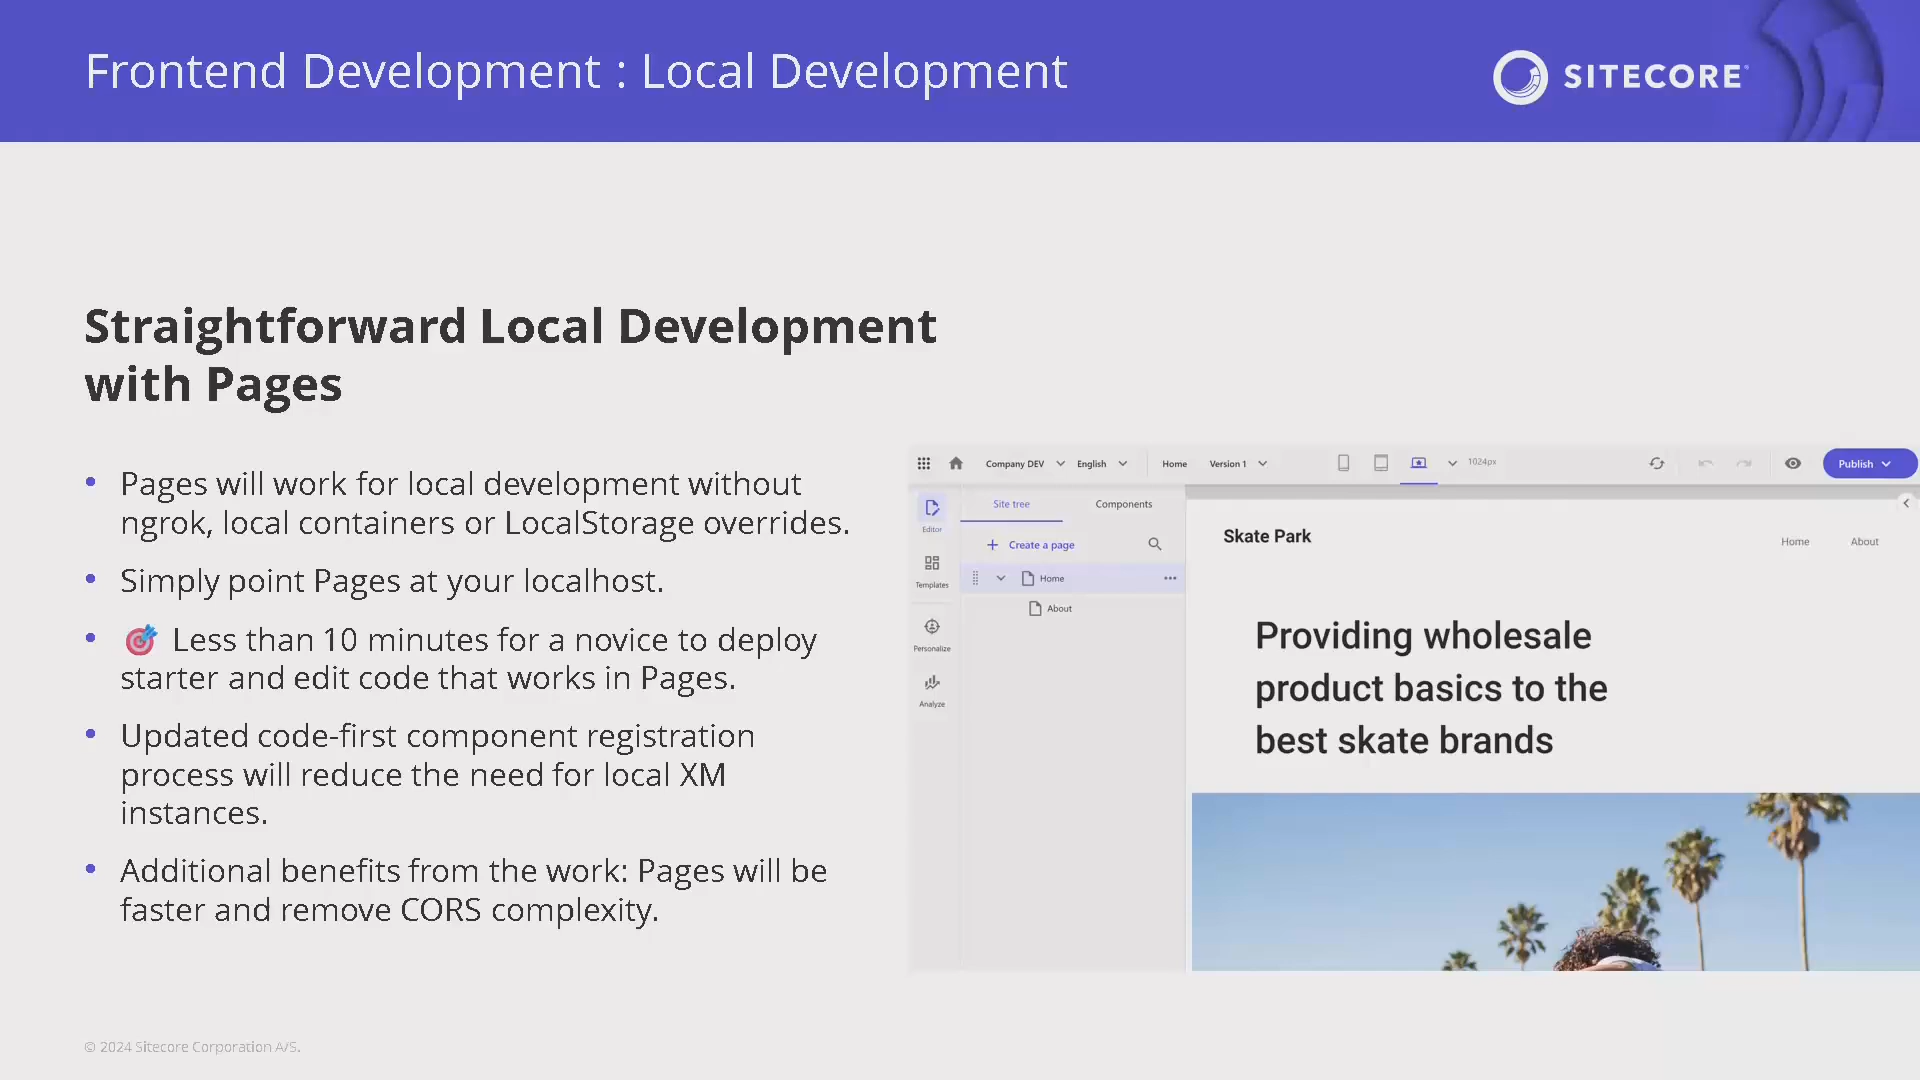 Frontend Development : Local Development
SITECORE
Straightforward Local Development
with Pages
• Pages will work for local development without
ngrok, local containers or LocalStorage overrides.
• Simply point Pages at your localhost.
• 🎯 Less than 10 minutes for a novice to deploy
starter and edit code that works in Pages.
• Updated code-first component registration
process will reduce the need for local XM
instances.
• Additional benefits from the work: Pages will be
faster and remove CORS complexity.
Company DEV English Home Version 1 1024px Publish
Editor
Templates
Personalize
Analyze
Site tree Components
+ Create a page
Home
About
Skate Park Home About
Providing wholesale
product basics to the
best skate brands
© 2024 Sitecore Corporation A/S.